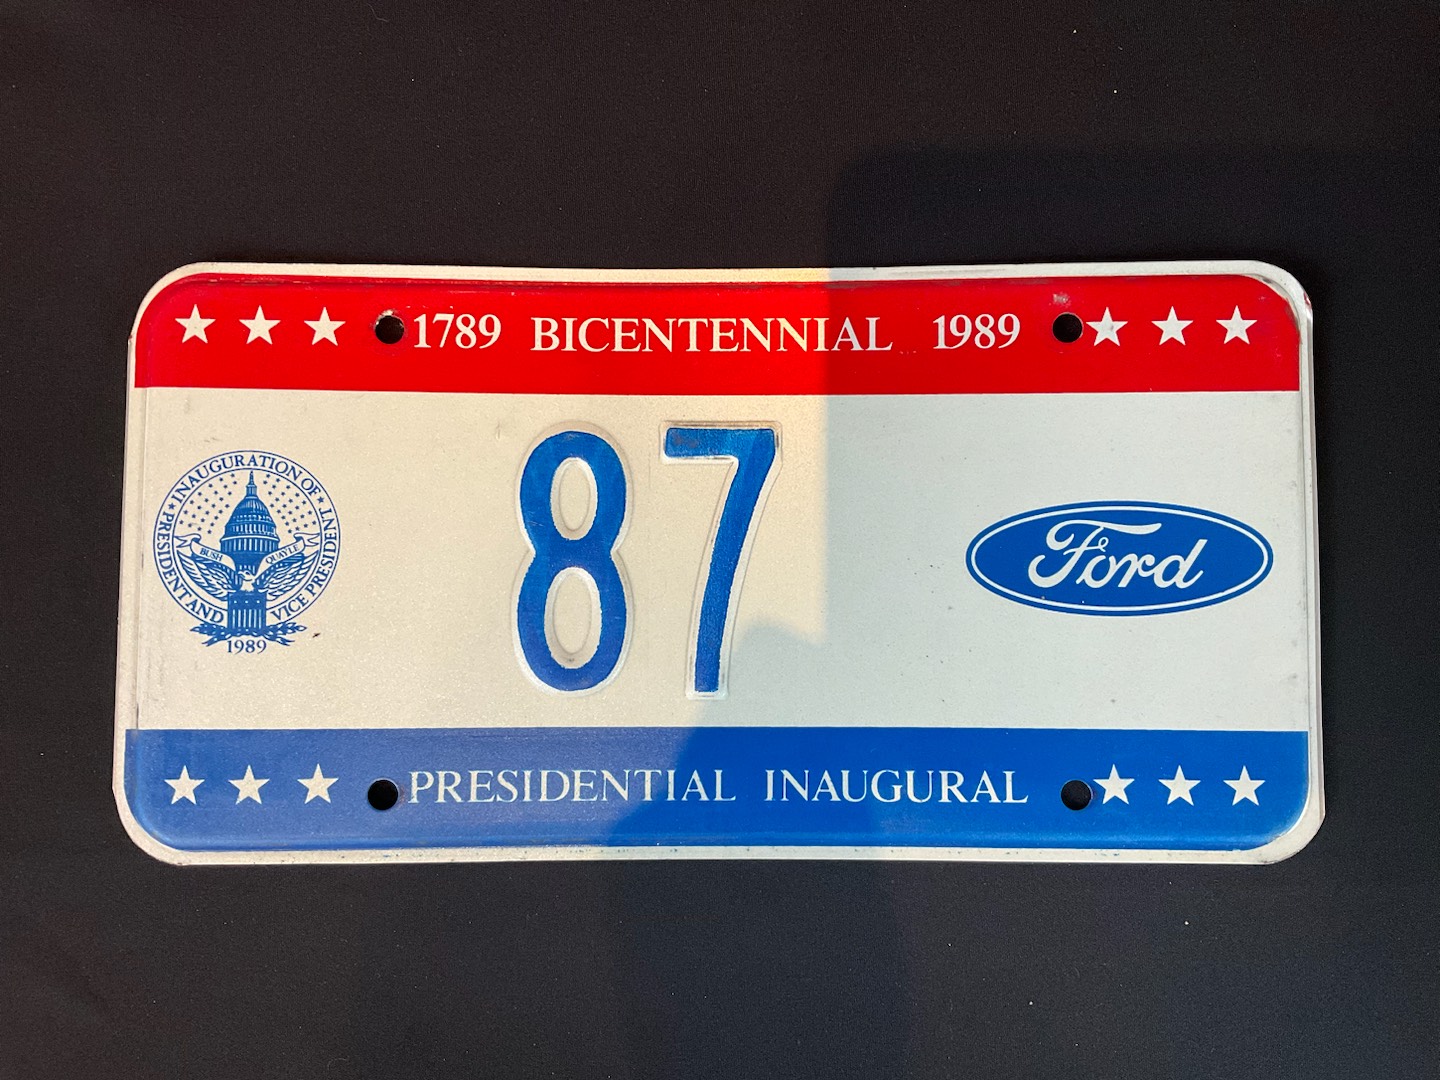 1789 BICENTENNIAL 1989
87
INAUGURATION OF
PRESIDENT AND
VICE PRESIDENT
BUSH QUAYLE
1989
Ford
PRESIDENTIAL INAUGURAL